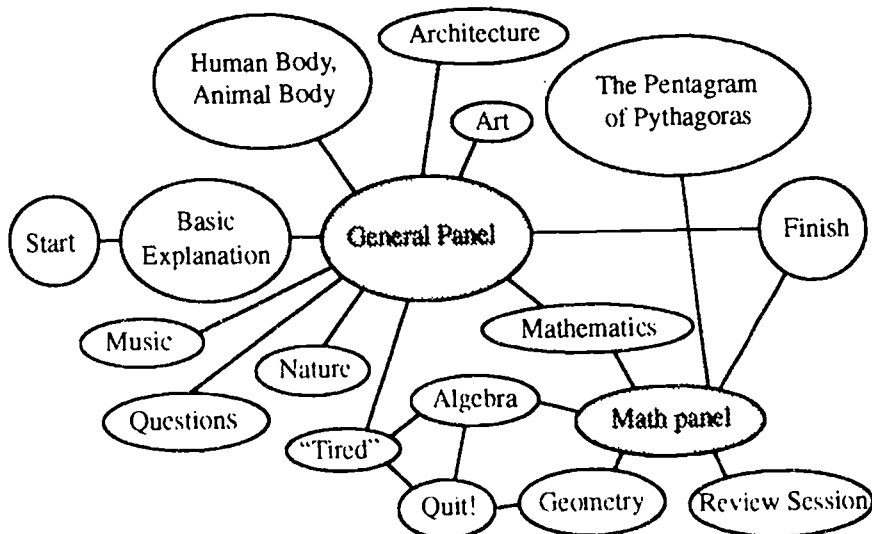 Architecture
Human Body,
Animal Body
The Pentagram
of Pythagoras
Art
Start
Basic
Explanation
General Panel
Finish
Music
Mathematics
Nature
Questions
Algebra
Math panel
"Tired"
Quit!
Geometry
Review Session